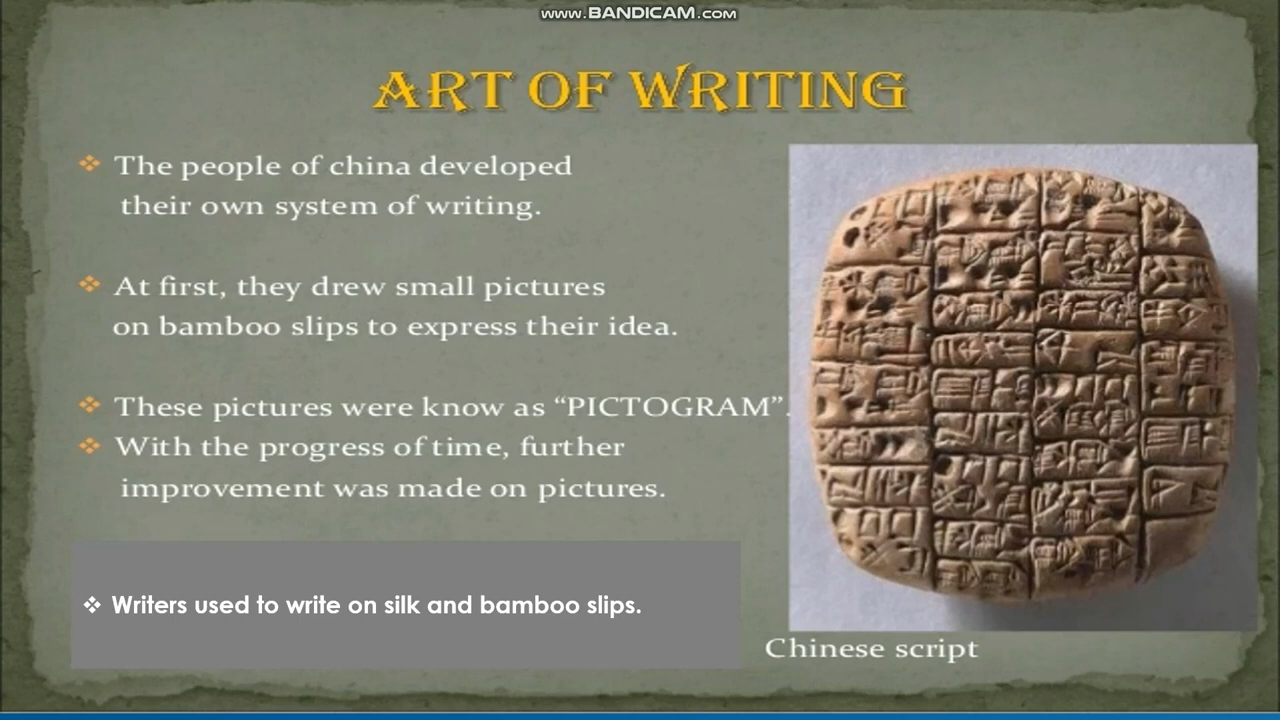 www.BANDICAM.com
ART OF WRITING
❖ The people of china developed
their own system of writing.
❖ At first, they drew small pictures
on bamboo slips to express their idea.
❖ These pictures were know as “PICTOGRAM”.
❖ With the progress of time, further
improvement was made on pictures.
❖ Writers used to write on silk and bamboo slips.
Chinese script